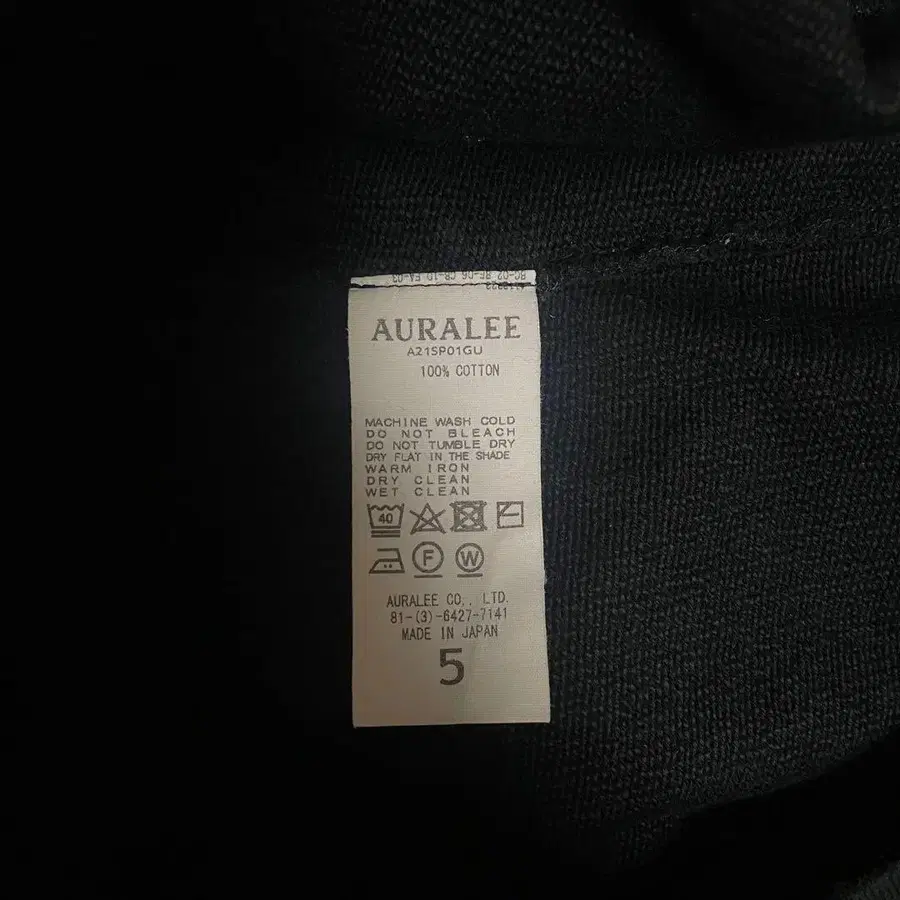 AURALEE
A21SP01GU
100% COTTON
MACHINE WASH COLD
DO NOT BLEACH
DO NOT TUMBLE DRY
DRY FLAT IN THE SHADE
WARM IRON
DRY CLEAN
WET CLEAN
40
F W
AURALEE CO., LTD.
81-(3)-6427-7141
MADE IN JAPAN
5